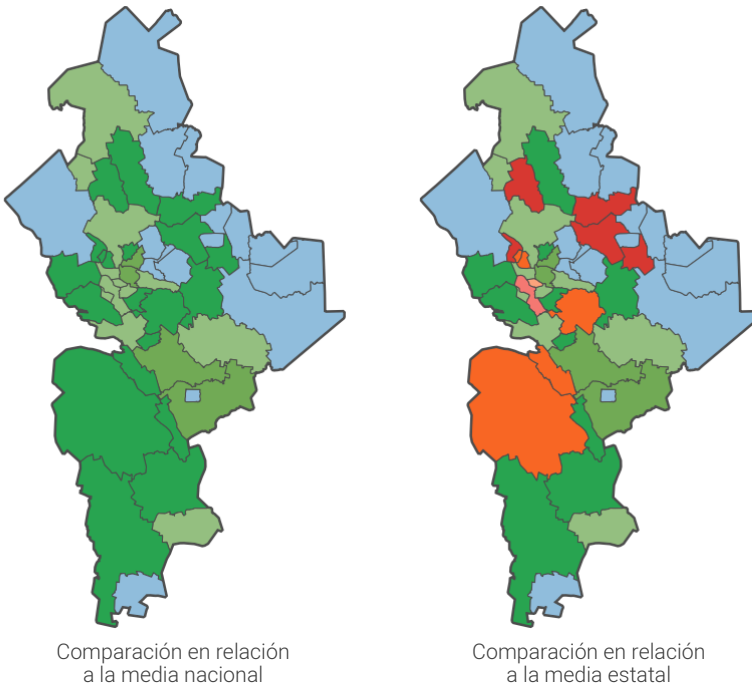 Comparación en relación
a la media nacional
Comparación en relación
a la media estatal